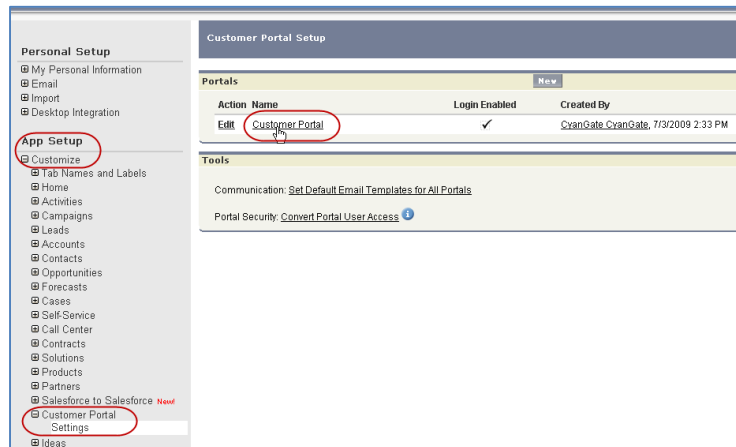 Personal Setup
My Personal Information
Email
Import
Desktop Integration
App Setup
Customize
Tab Names and Labels
Home
Activities
Campaigns
Leads
Accounts
Contacts
Opportunities
Forecasts
Cases
Self-Service
Call Center
Contracts
Solutions
Products
Partners
Salesforce to Salesforce New!
Customer Portal
Settings
Ideas
Customer Portal Setup
Portals New
Action Name Login Enabled Created By
Edit Customer Portal ✓ CyanGate CyanGate, 7/3/2009 2:33 PM
Tools
Communication: Set Default Email Templates for All Portals
Portal Security: Convert Portal User Access i